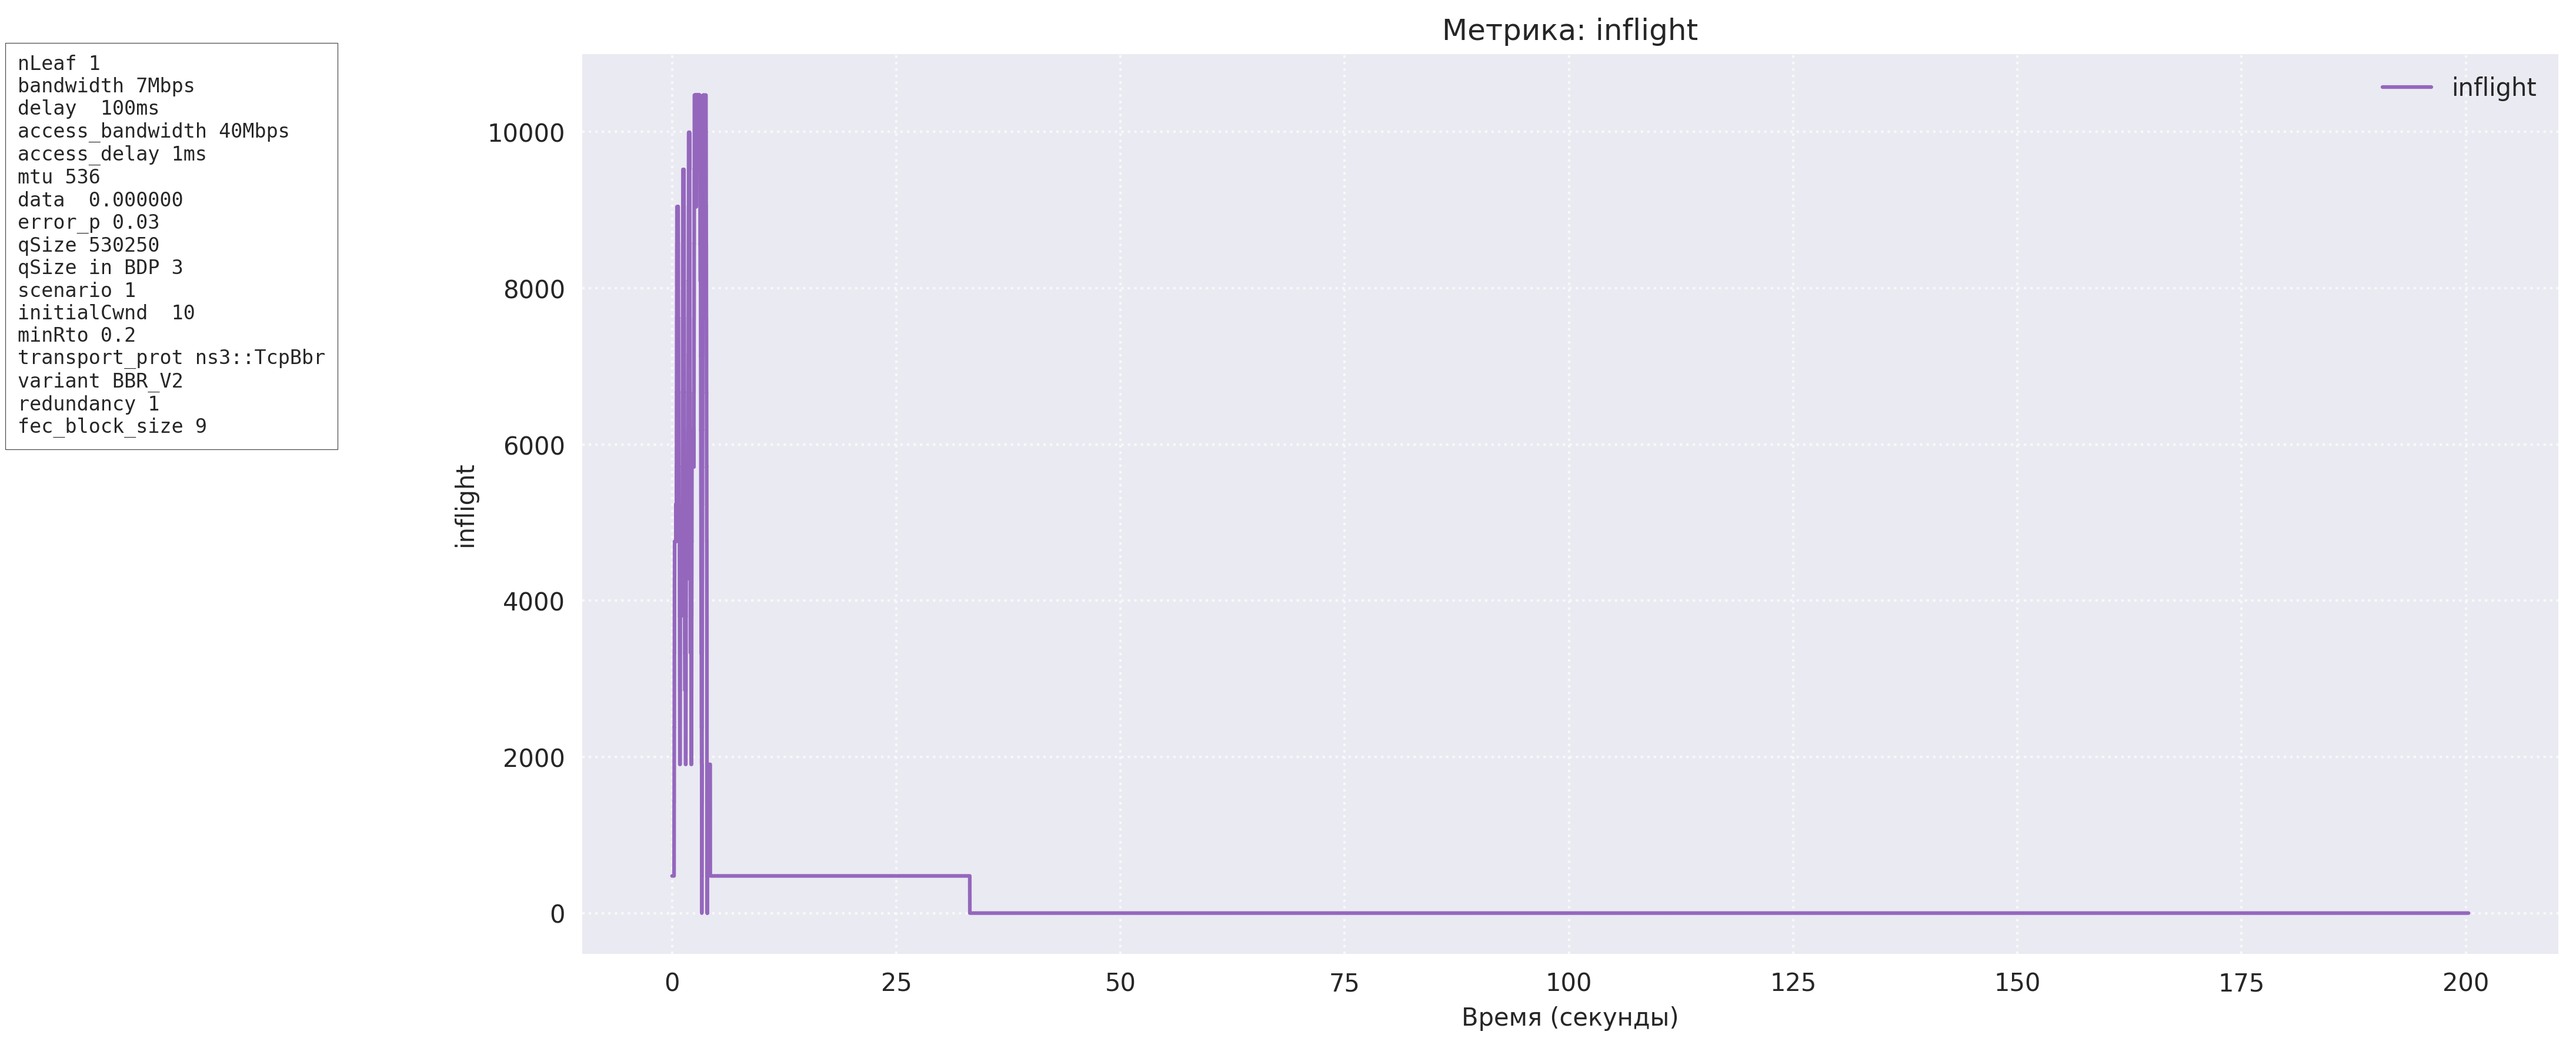 Метрика: inflight
nLeaf 1
bandwidth 7Mbps
delay  100ms
access_bandwidth 40Mbps
access_delay 1ms
mtu 536
data  0.000000
error_p 0.03
qSize 530250
qSize in BDP 3
scenario 1
initialCwnd  10
minRto 0.2
transport_prot ns3::TcpBbr
variant BBR_V2
redundancy 1
fec_block_size 9
inflight
inflight
10000
8000
6000
4000
2000
0
0 25 50 75 100 125 150 175 200
Время (секунды)